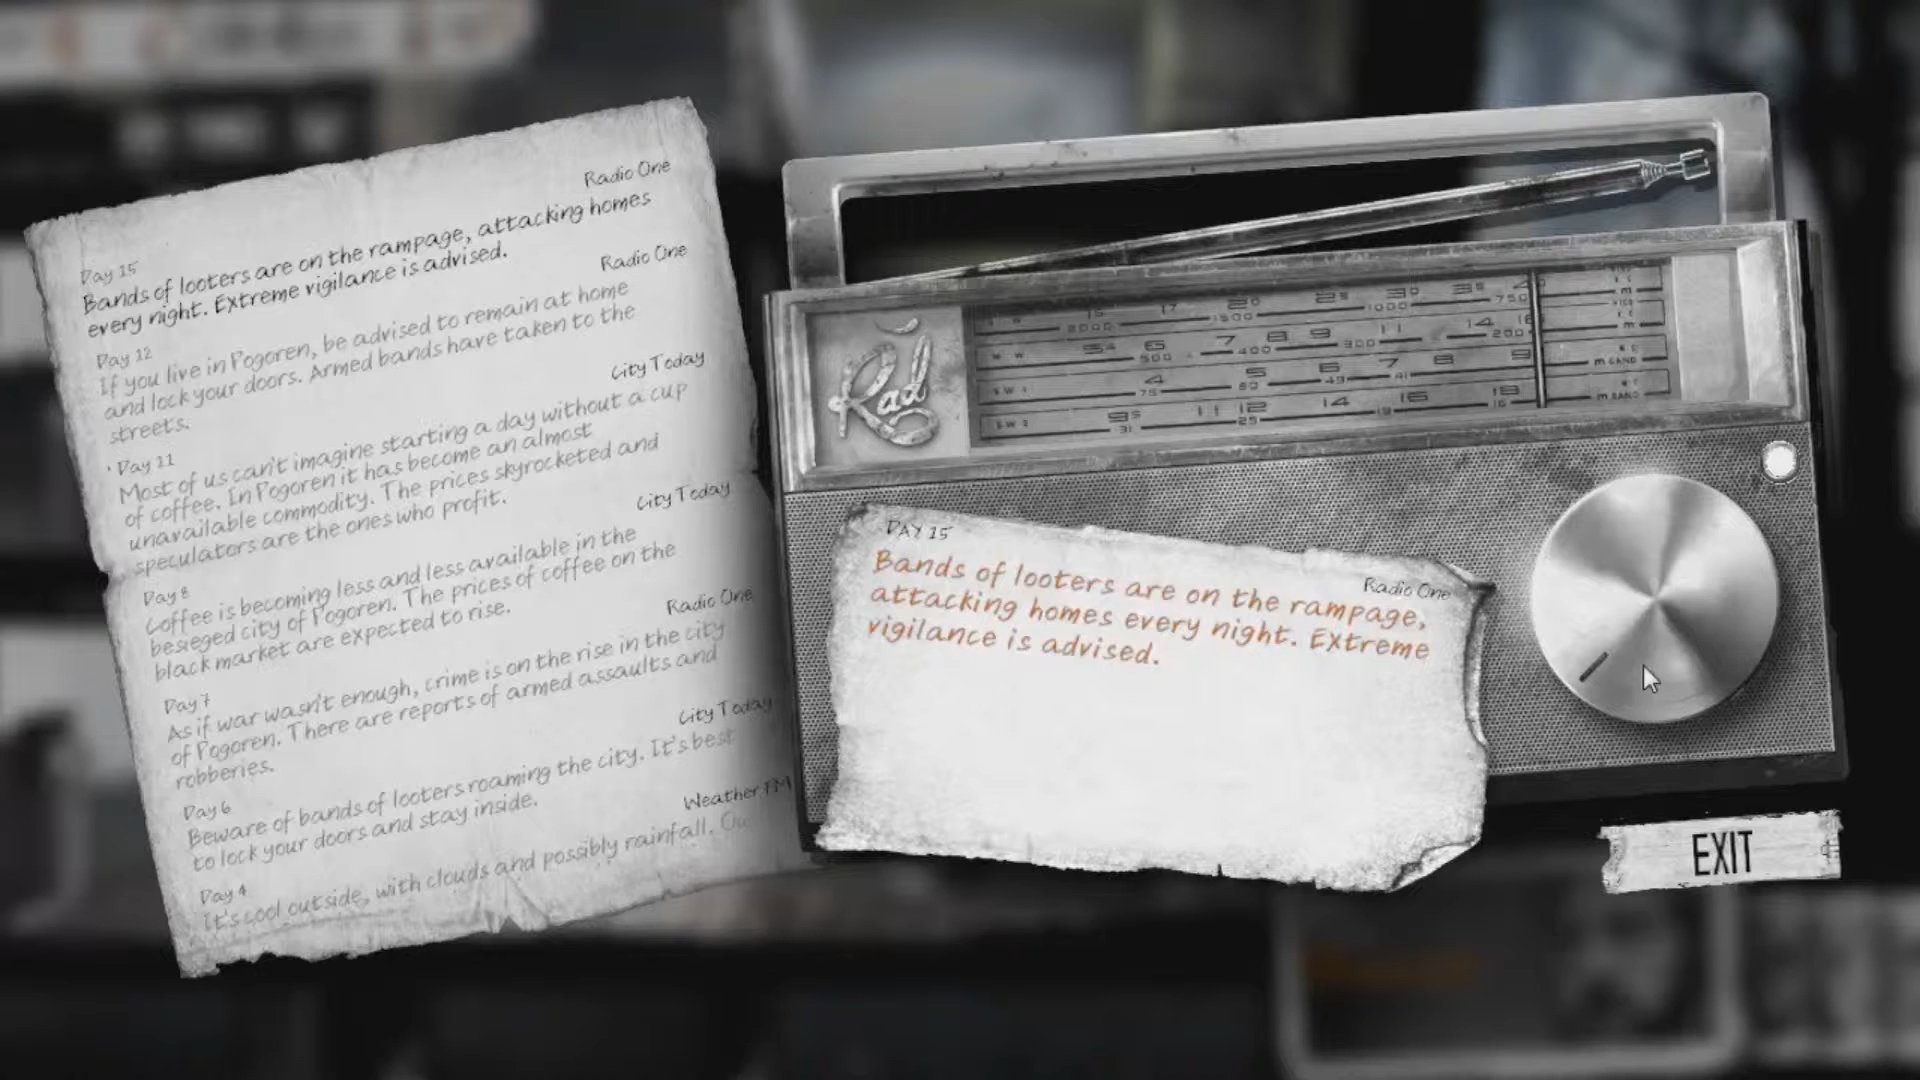 Radio One
Day 15
Bands of looters are on the rampage, attacking homes
every night. Extreme vigilance is advised.
Radio One
Day 12
If you live in Pogoren, be advised to remain at home
and lock your doors. Armed bands have taken to the
streets.
City Today
Day 11
Most of us can't imagine starting a day without a cup
of coffee. In Pogoren it has become an almost
unavailable commodity. The prices skyrocketed and
speculators are the ones who profit.
City Today
Day 8
Coffee is becoming less and less available in the
besieged city of Pogoren. The prices of coffee on the
black market are expected to rise.
Radio One
Day 7
As if war wasn't enough, crime is on the rise in the city
of Pogoren. There are reports of armed assaults and
robberies.
City Today
Day 6
Beware of bands of looters roaming the city. It's best
to lock your doors and stay inside.
Weather FM
Day 4
It's cool outside, with clouds and possibly rainfall.
Rad
DAY 15
Radio One
Bands of looters are on the rampage,
attacking homes every night. Extreme
vigilance is advised.
EXIT